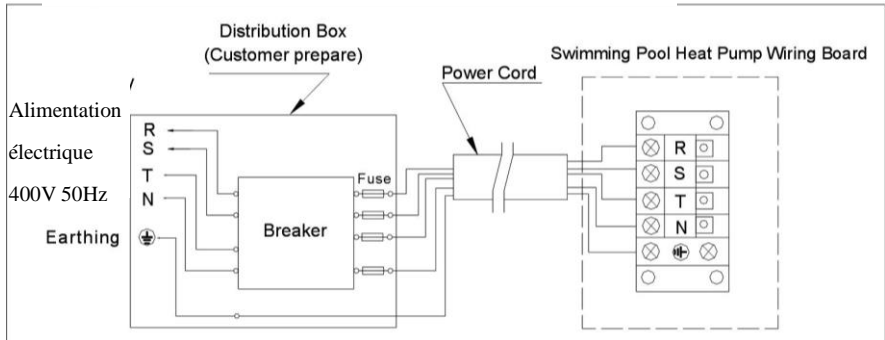 Distribution Box
(Customer prepare)
Swimming Pool Heat Pump Wiring Board
Power Cord
Alimentation
électrique
400V 50Hz
Earthing
R
S
T
N
Fuse
Breaker
R
S
T
N